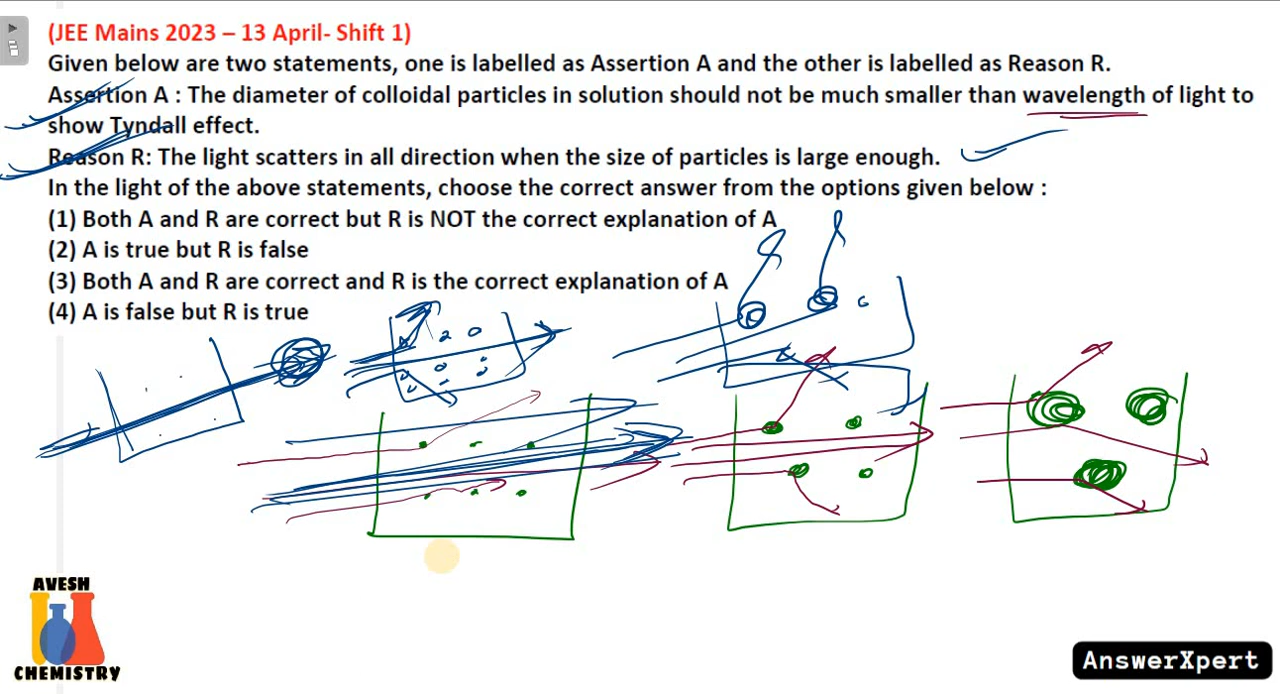 (JEE Mains 2023 – 13 April- Shift 1)
Given below are two statements, one is labelled as Assertion A and the other is labelled as Reason R.
Assertion A : The diameter of colloidal particles in solution should not be much smaller than wavelength of light to
show Tyndall effect.
Reason R: The light scatters in all direction when the size of particles is large enough.
In the light of the above statements, choose the correct answer from the options given below :
(1) Both A and R are correct but R is NOT the correct explanation of A
(2) A is true but R is false
(3) Both A and R are correct and R is the correct explanation of A
(4) A is false but R is true
AVESH
CHEMISTRY
AnswerXpert